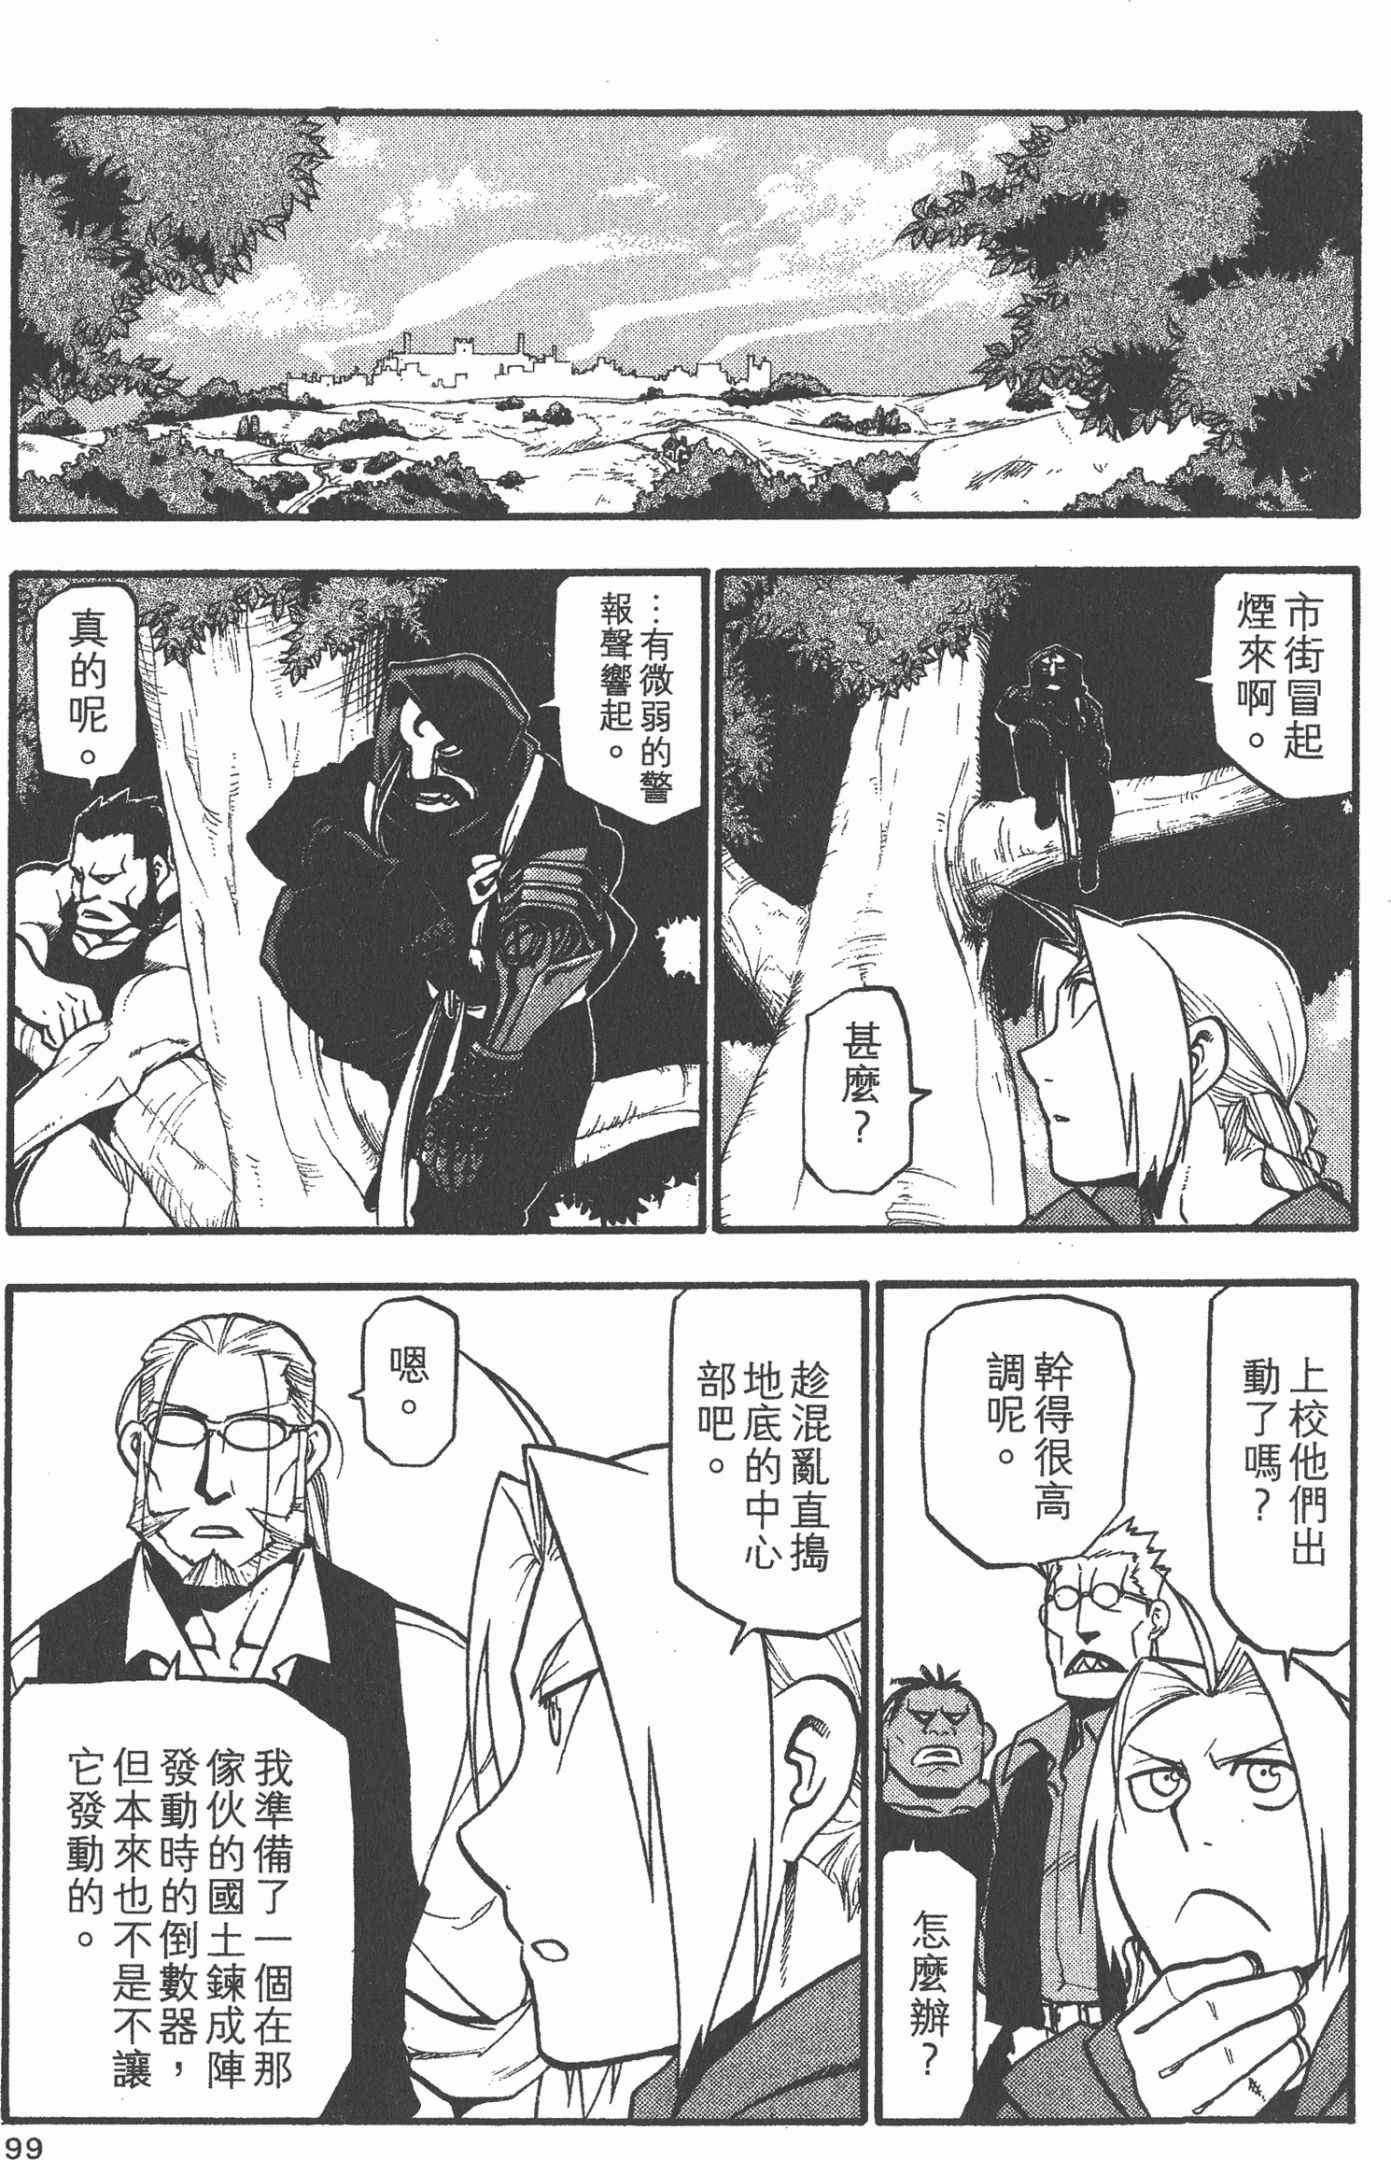 市街冒起
煙來啊。
甚麼?
…有微弱的警
報聲響起。
真的呢。
上校他們出
動了嗎?
幹得很高
調呢。
怎麼辦?
趁混亂直搗
地底的中心
部吧。
嗯。
我準備了一個在那
傢伙的國土鍊成陣
發動時的倒數器，
但本來也不是不讓
它發動的。
99